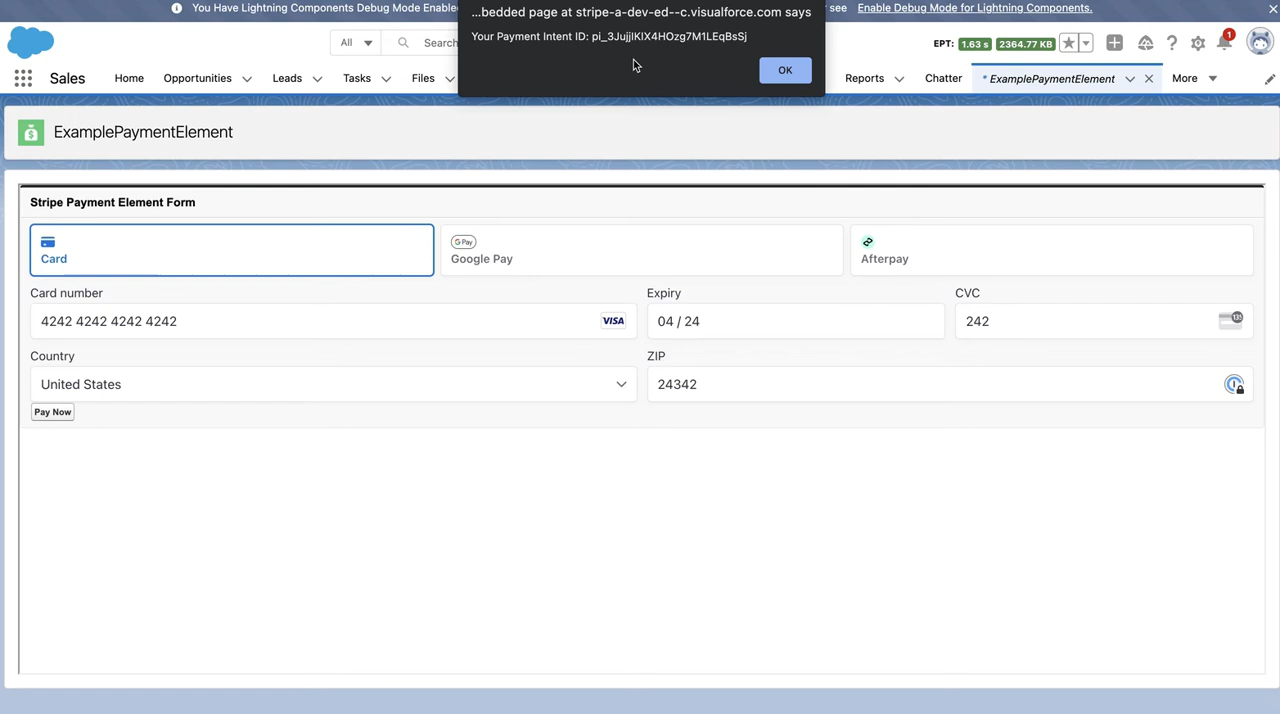 You Have Lightning Components Debug Mode Enable
see Enable Debug Mode for Lightning Components.
...bedded page at stripe-a-dev-ed--c.visualforce.com says
Your Payment Intent ID: pi_3JujjIKIX4HOzg7M1LEqBsSj
OK
All
Search
EPT: 1.63 s 2364.77 KB
1
Sales
Home
Opportunities
Leads
Tasks
Files
Reports
Chatter
* ExamplePaymentElement
More
ExamplePaymentElement
Stripe Payment Element Form
Card
G Pay
Google Pay
Afterpay
Card number
Expiry
CVC
4242 4242 4242 4242
VISA
04 / 24
242
135
Country
ZIP
United States
24342
Pay Now